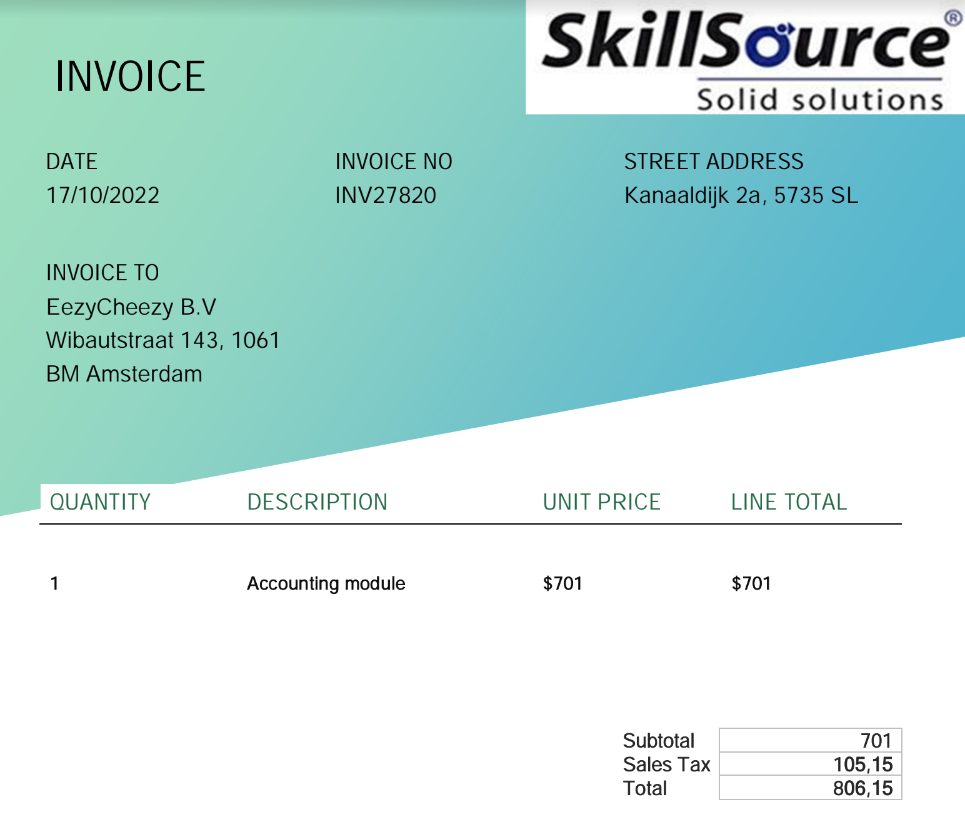 SkillSource®
Solid solutions
INVOICE
DATE
17/10/2022
INVOICE NO
INV27820
STREET ADDRESS
Kanaaldijk 2a, 5735 SL
INVOICE TO
EezyCheezy B.V
Wibautstraat 143, 1061
BM Amsterdam
QUANTITY DESCRIPTION UNIT PRICE LINE TOTAL
1 Accounting module $701 $701
Subtotal 701
Sales Tax 105,15
Total 806,15